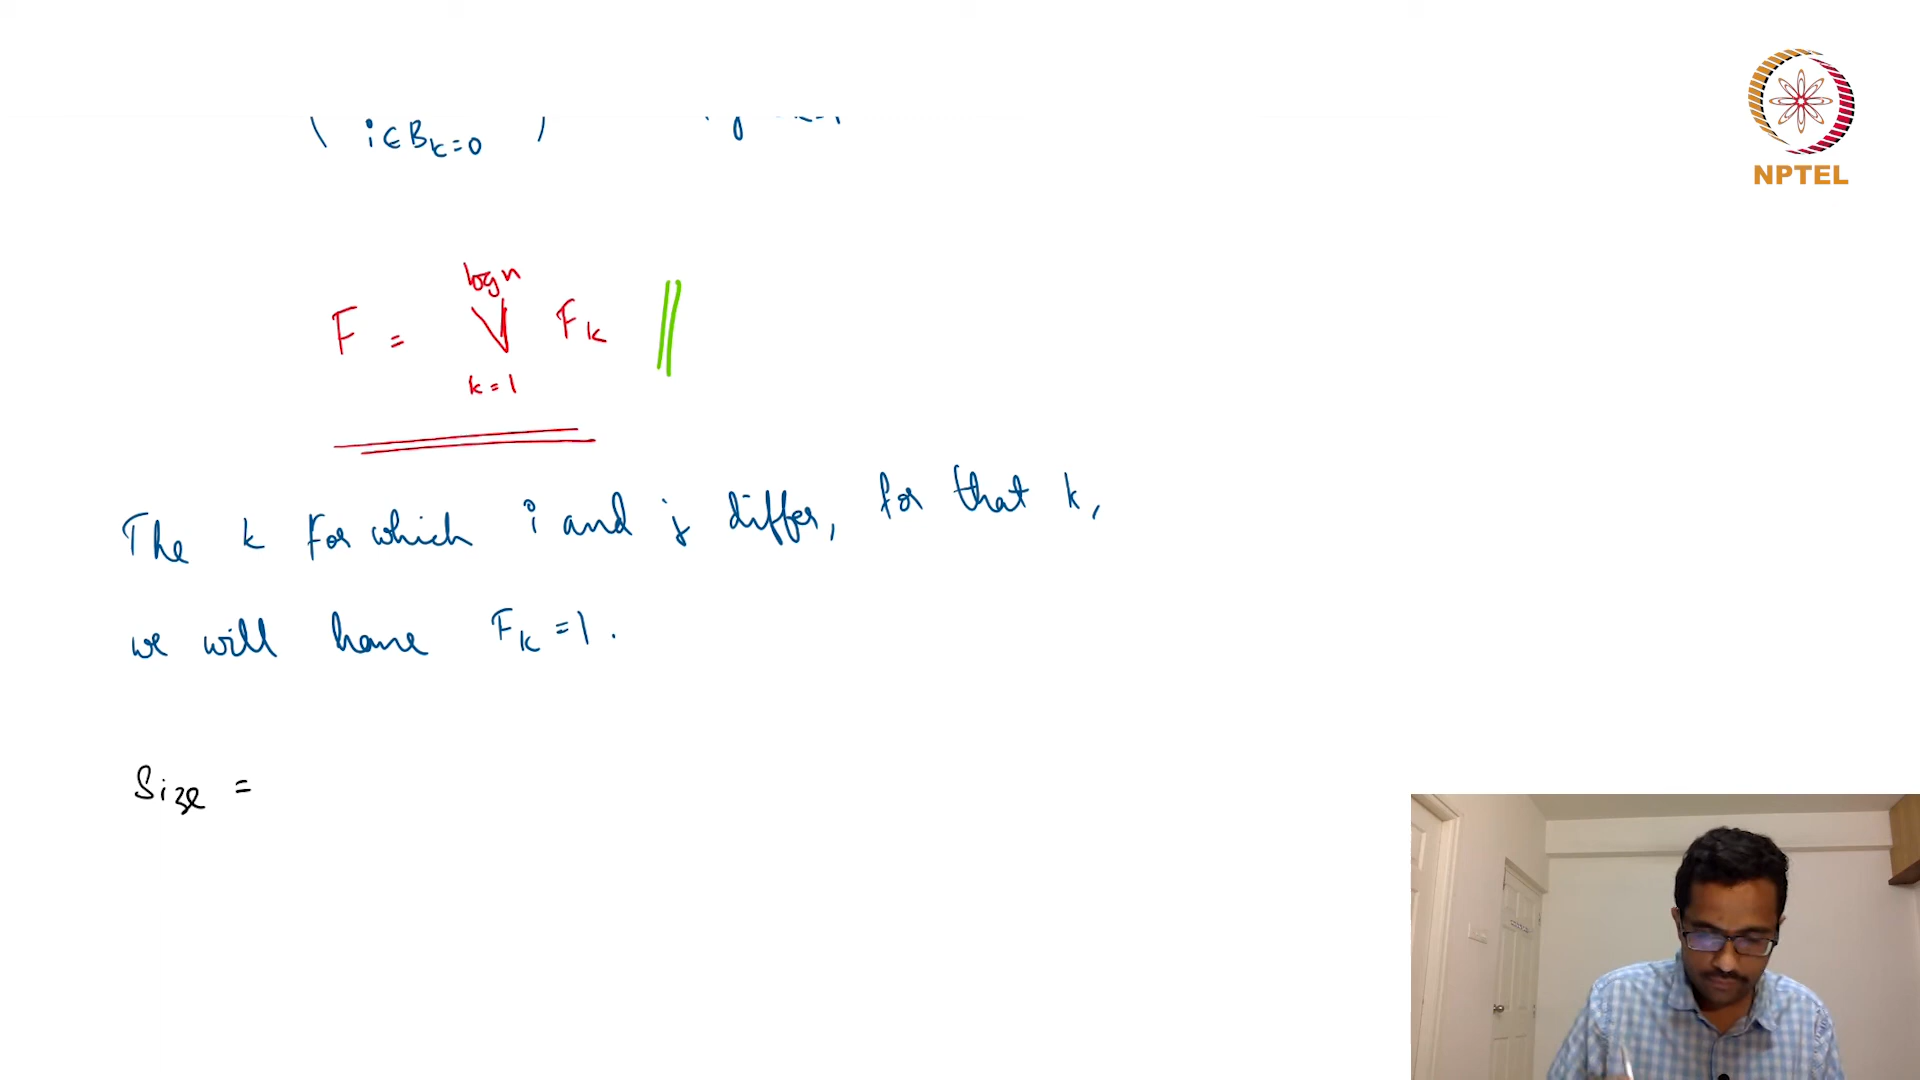 ( i∈B_{k=0} )
NPTEL
log n
F = ⋁ F_k
k=1
The k for which i and j differ, for that k,
we will have F_k = 1.
Size =